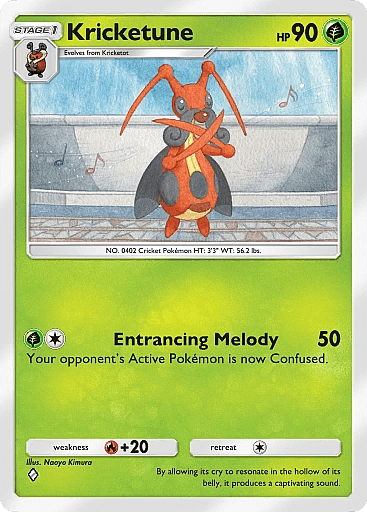 STAGE 1
Kricketune
HP 90
Evolves from Kricketot
NO. 0402 Cricket Pokémon HT: 3'3" WT: 56.2 lbs.
Entrancing Melody 50
Your opponent's Active Pokémon is now Confused.
weakness +20 retreat
Illus. Naoyo Kimura
By allowing its cry to resonate in the hollow of its
belly, it produces a captivating sound.